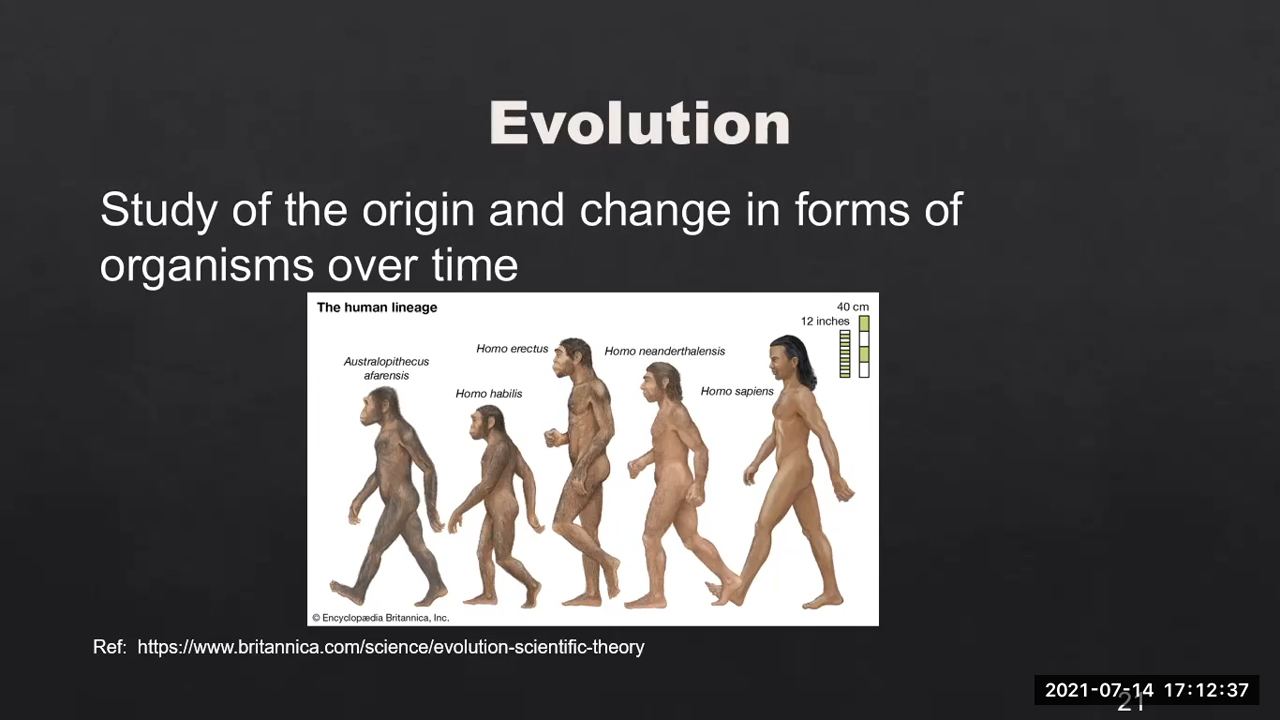 Evolution
Study of the origin and change in forms of
organisms over time
The human lineage
40 cm
12 inches
Homo erectus
Homo neanderthalensis
Australopithecus
afarensis
Homo habilis
Homo sapiens
© Encyclopædia Britannica, Inc.
Ref: https://www.britannica.com/science/evolution-scientific-theory
2021-07-14 17:12:37
21